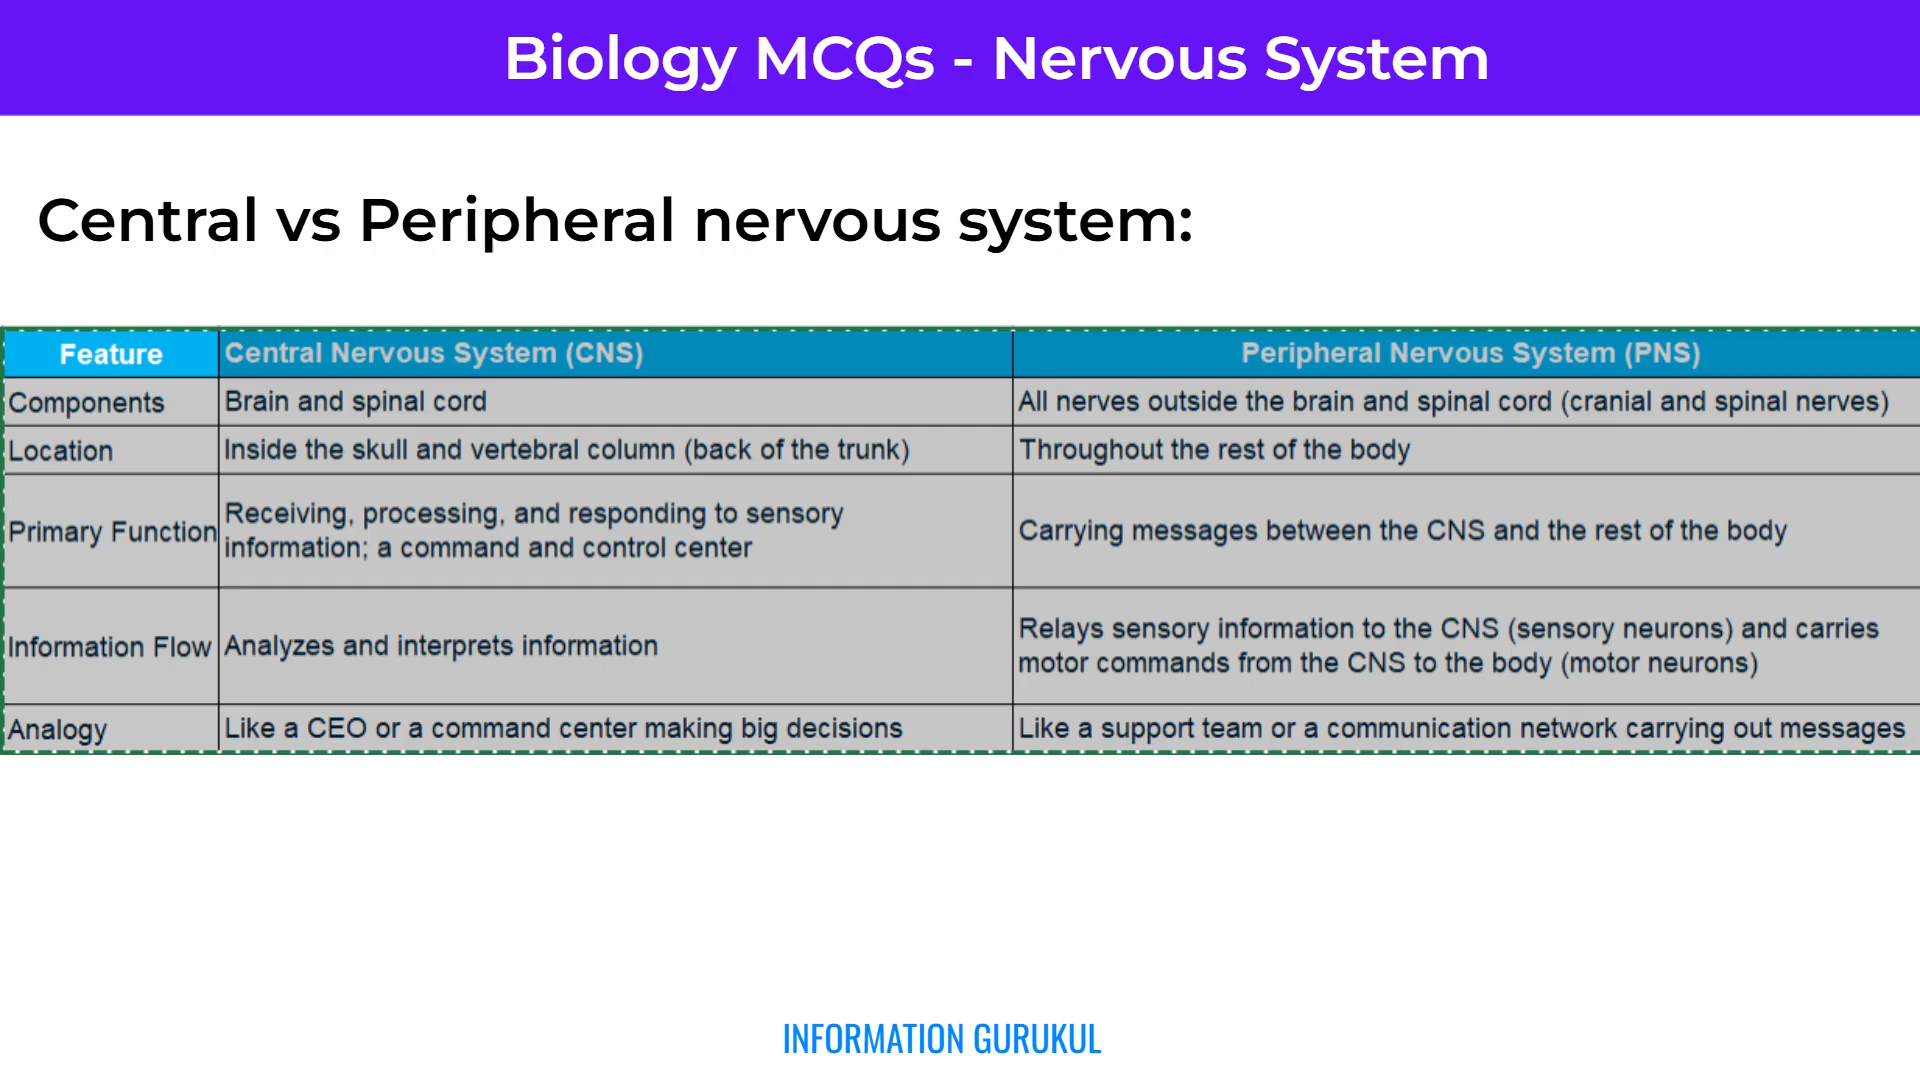 Biology MCQs - Nervous System
Central vs Peripheral nervous system:
Feature
Central Nervous System (CNS)
Peripheral Nervous System (PNS)
Components
Brain and spinal cord
All nerves outside the brain and spinal cord (cranial and spinal nerves)
Location
Inside the skull and vertebral column (back of the trunk)
Throughout the rest of the body
Primary Function
Receiving, processing, and responding to sensory
information; a command and control center
Carrying messages between the CNS and the rest of the body
Information Flow
Analyzes and interprets information
Relays sensory information to the CNS (sensory neurons) and carries
motor commands from the CNS to the body (motor neurons)
Analogy
Like a CEO or a command center making big decisions
Like a support team or a communication network carrying out messages
INFORMATION GURUKUL